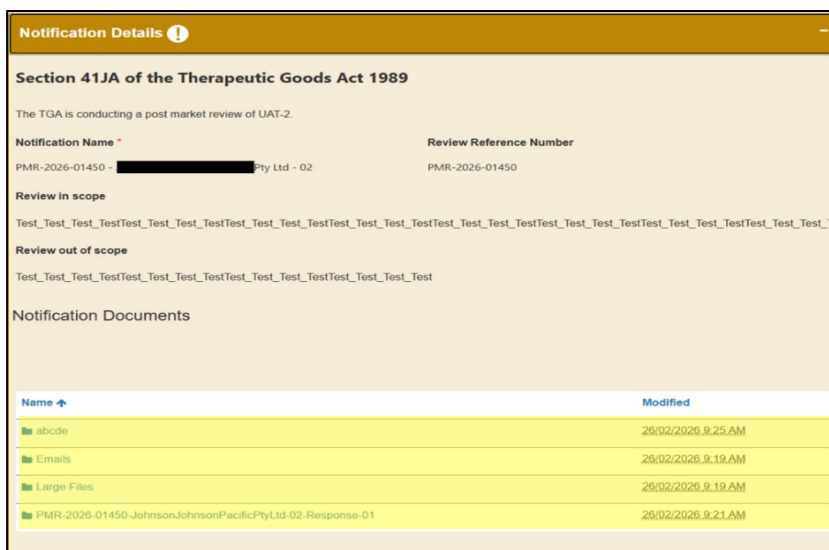 Notification Details !
Section 41JA of the Therapeutic Goods Act 1989
The TGA is conducting a post market review of UAT-2.
Notification Name * Review Reference Number
PMR-2026-01450 - Pty Ltd - 02 PMR-2026-01450
Review in scope
Test_Test_Test_TestTest_Test_Test_TestTest_Test_Test_TestTest_Test_Test_TestTest_Test_Test_TestTest_Test_Test_TestTest_Test_Test_TestTest_Test_Test_
Review out of scope
Test_Test_Test_TestTest_Test_Test_TestTest_Test_Test_TestTest_Test_Test_Test
Notification Documents
Name Modified
abcde 26/02/2026 9:25 AM
Emails 26/02/2026 9:19 AM
Large Files 26/02/2026 9:19 AM
PMR-2026-01450-JohnsonJohnsonPacificPtyLtd-02-Response-01 26/02/2026 9:21 AM